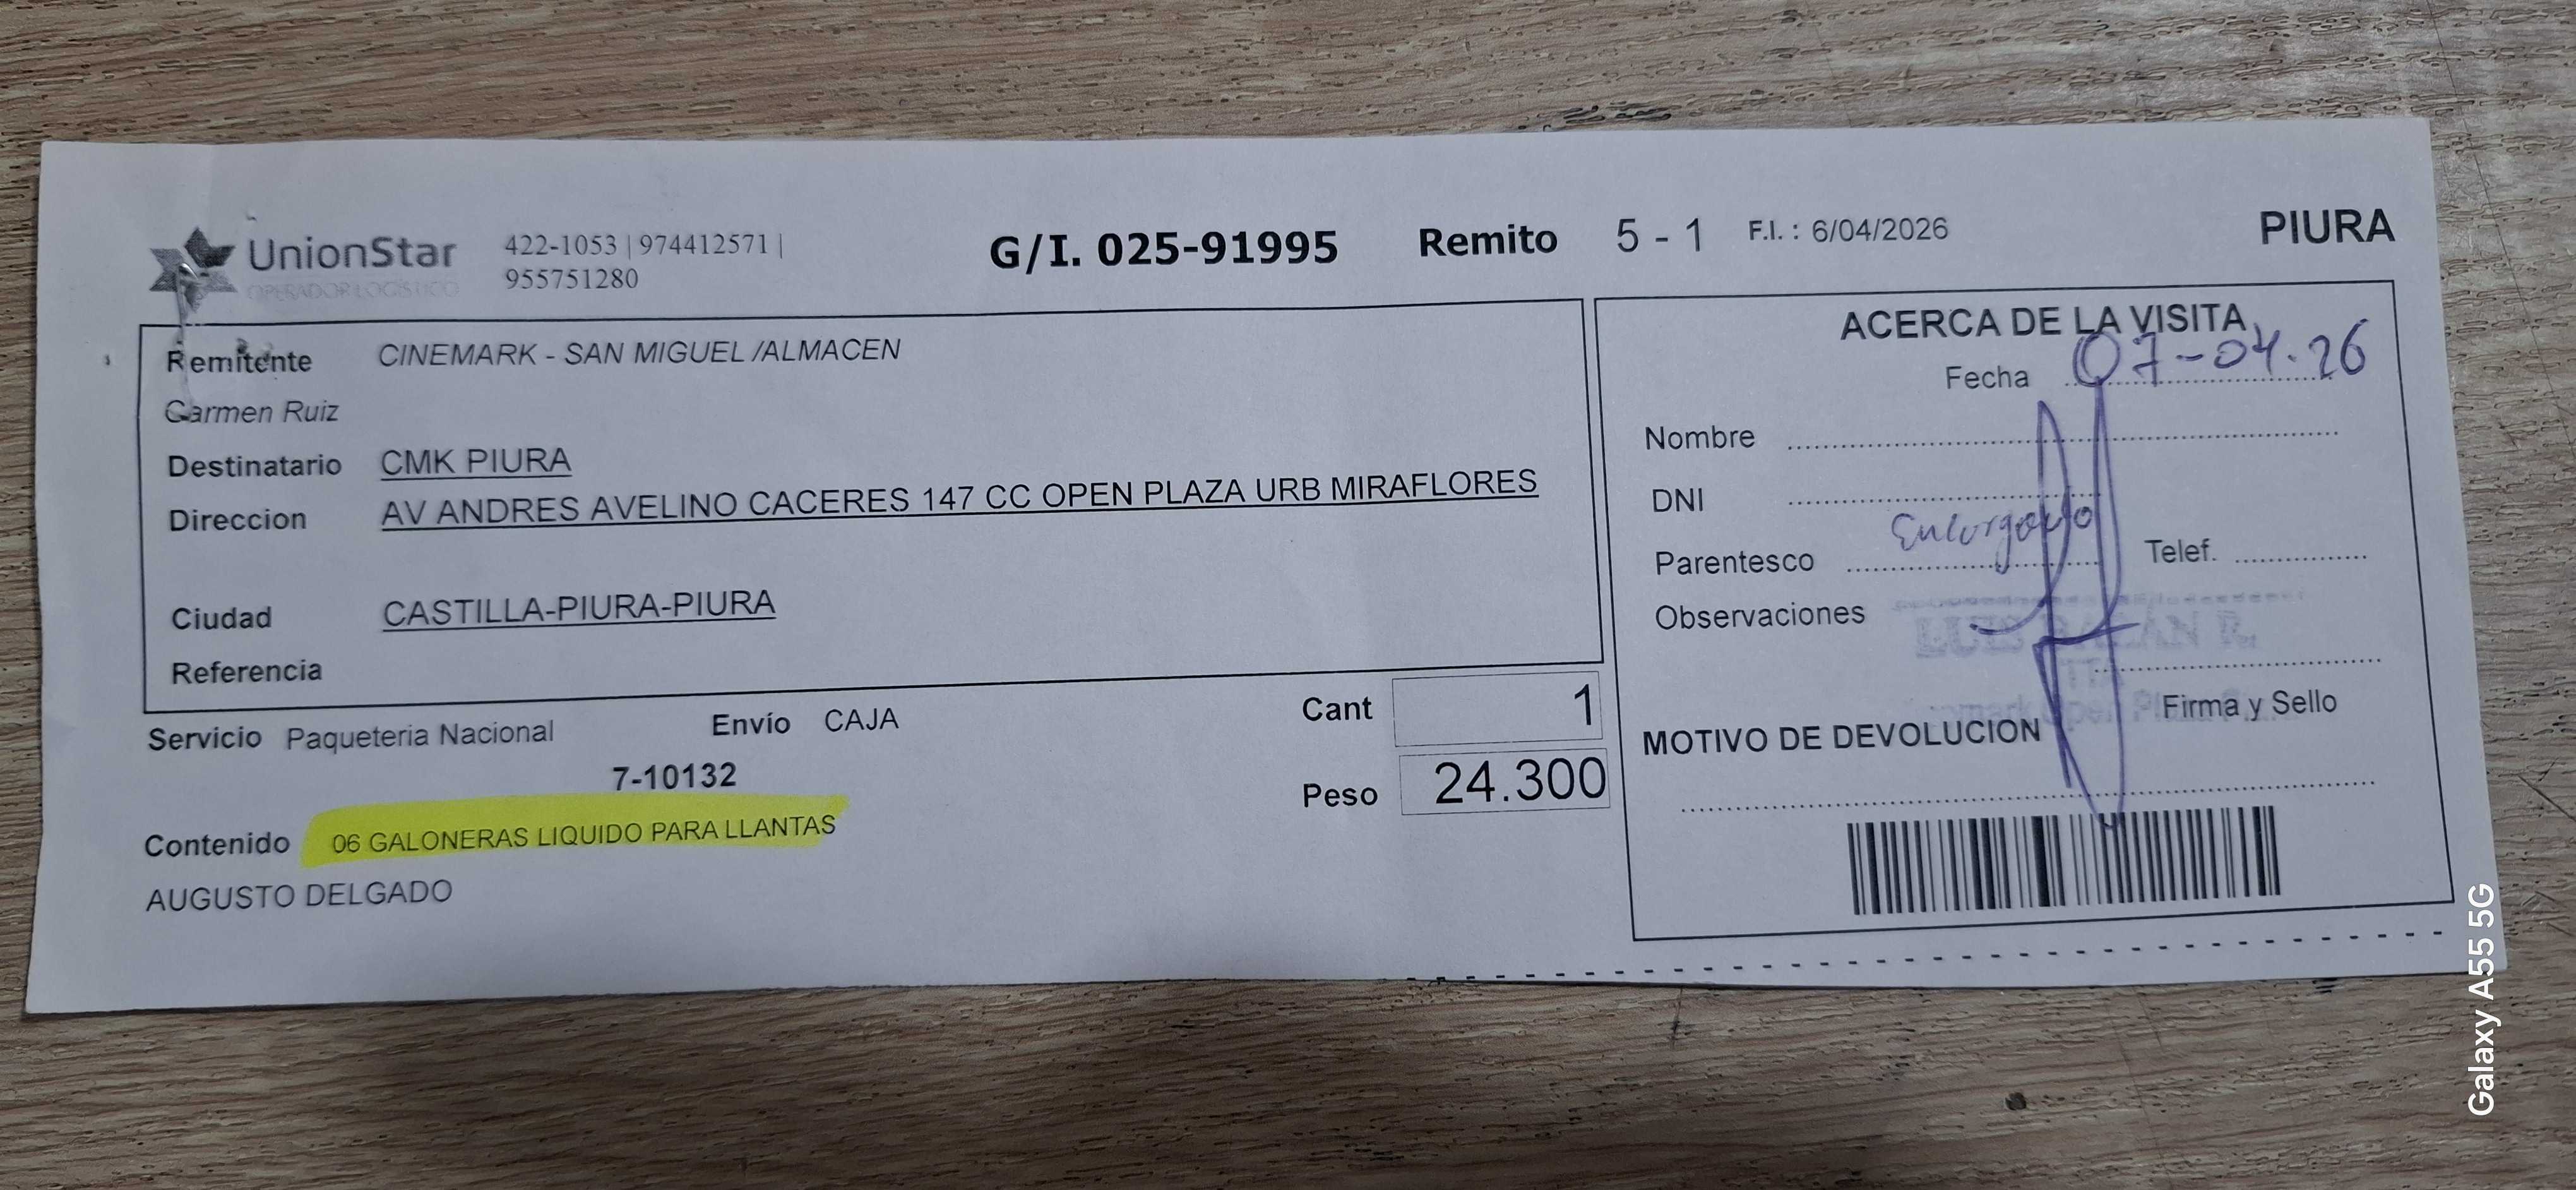 UnionStar
OPERADOR LOGISTICO
422-1053 | 974412571 |
955751280
G/I. 025-91995
Remito 5 - 1 F.I. : 6/04/2026
PIURA
Remitente CINEMARK - SAN MIGUEL /ALMACEN
Carmen Ruiz
Destinatario CMK PIURA
Direccion AV ANDRES AVELINO CACERES 147 CC OPEN PLAZA URB MIRAFLORES
Ciudad CASTILLA-PIURA-PIURA
Referencia
Servicio Paqueteria Nacional Envío CAJA
7-10132
Contenido 06 GALONERAS LIQUIDO PARA LLANTAS
AUGUSTO DELGADO
Cant 1
Peso 24.300
ACERCA DE LA VISITA
Fecha 07-04-26
Nombre
DNI
Parentesco Encargado Telef.
Observaciones
LUIS R.
Firma y Sello
MOTIVO DE DEVOLUCION
Galaxy A55 5G